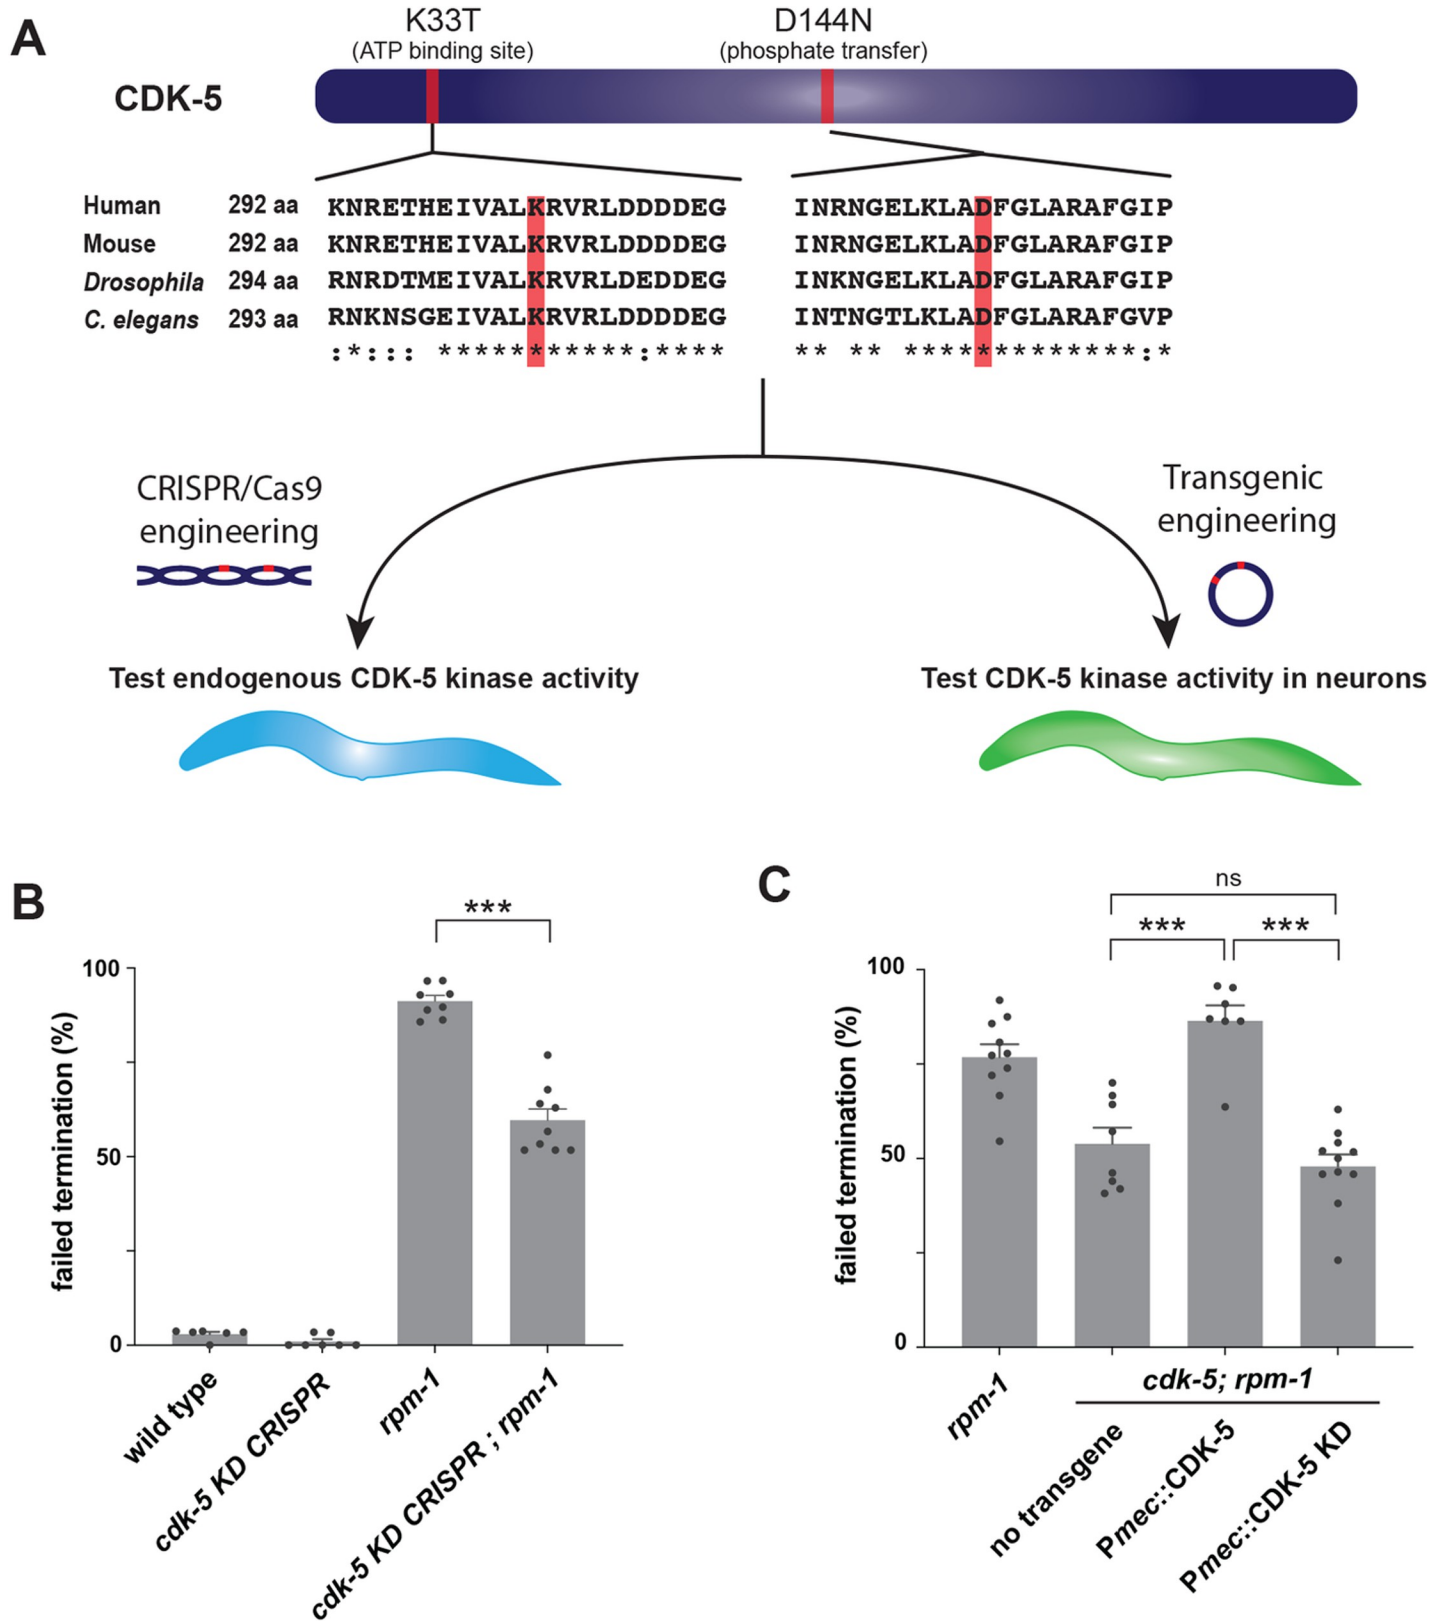 A
K33T
(ATP binding site)
D144N
(phosphate transfer)
CDK-5
Human 292 aa KNRETHEIVALKRVRLDDDDEG INRNGELKLADFGLARAFGIP
Mouse 292 aa KNRETHEIVALKRVRLDDDDEG INRNGELKLADFGLARAFGIP
Drosophila 294 aa RNRDTMEIVALKRVRLDEDDEG INKNGELKLADFGLARAFGIP
C. elegans 293 aa RNKNSGEIVALKRVRLDDDDEG INTNGTLKLADFGLARAFGVP
:*::: ***********:**** ** ** *************:*
CRISPR/Cas9
engineering
Transgenic
engineering
Test endogenous CDK-5 kinase activity
Test CDK-5 kinase activity in neurons
B
***
100
50
0
failed termination (%)
wild type
cdk-5 KD CRISPR
rpm-1
cdk-5 KD CRISPR ; rpm-1
C
ns
*** ***
100
50
0
failed termination (%)
rpm-1
cdk-5; rpm-1
no transgene
Pmec::CDK-5
Pmec::CDK-5 KD